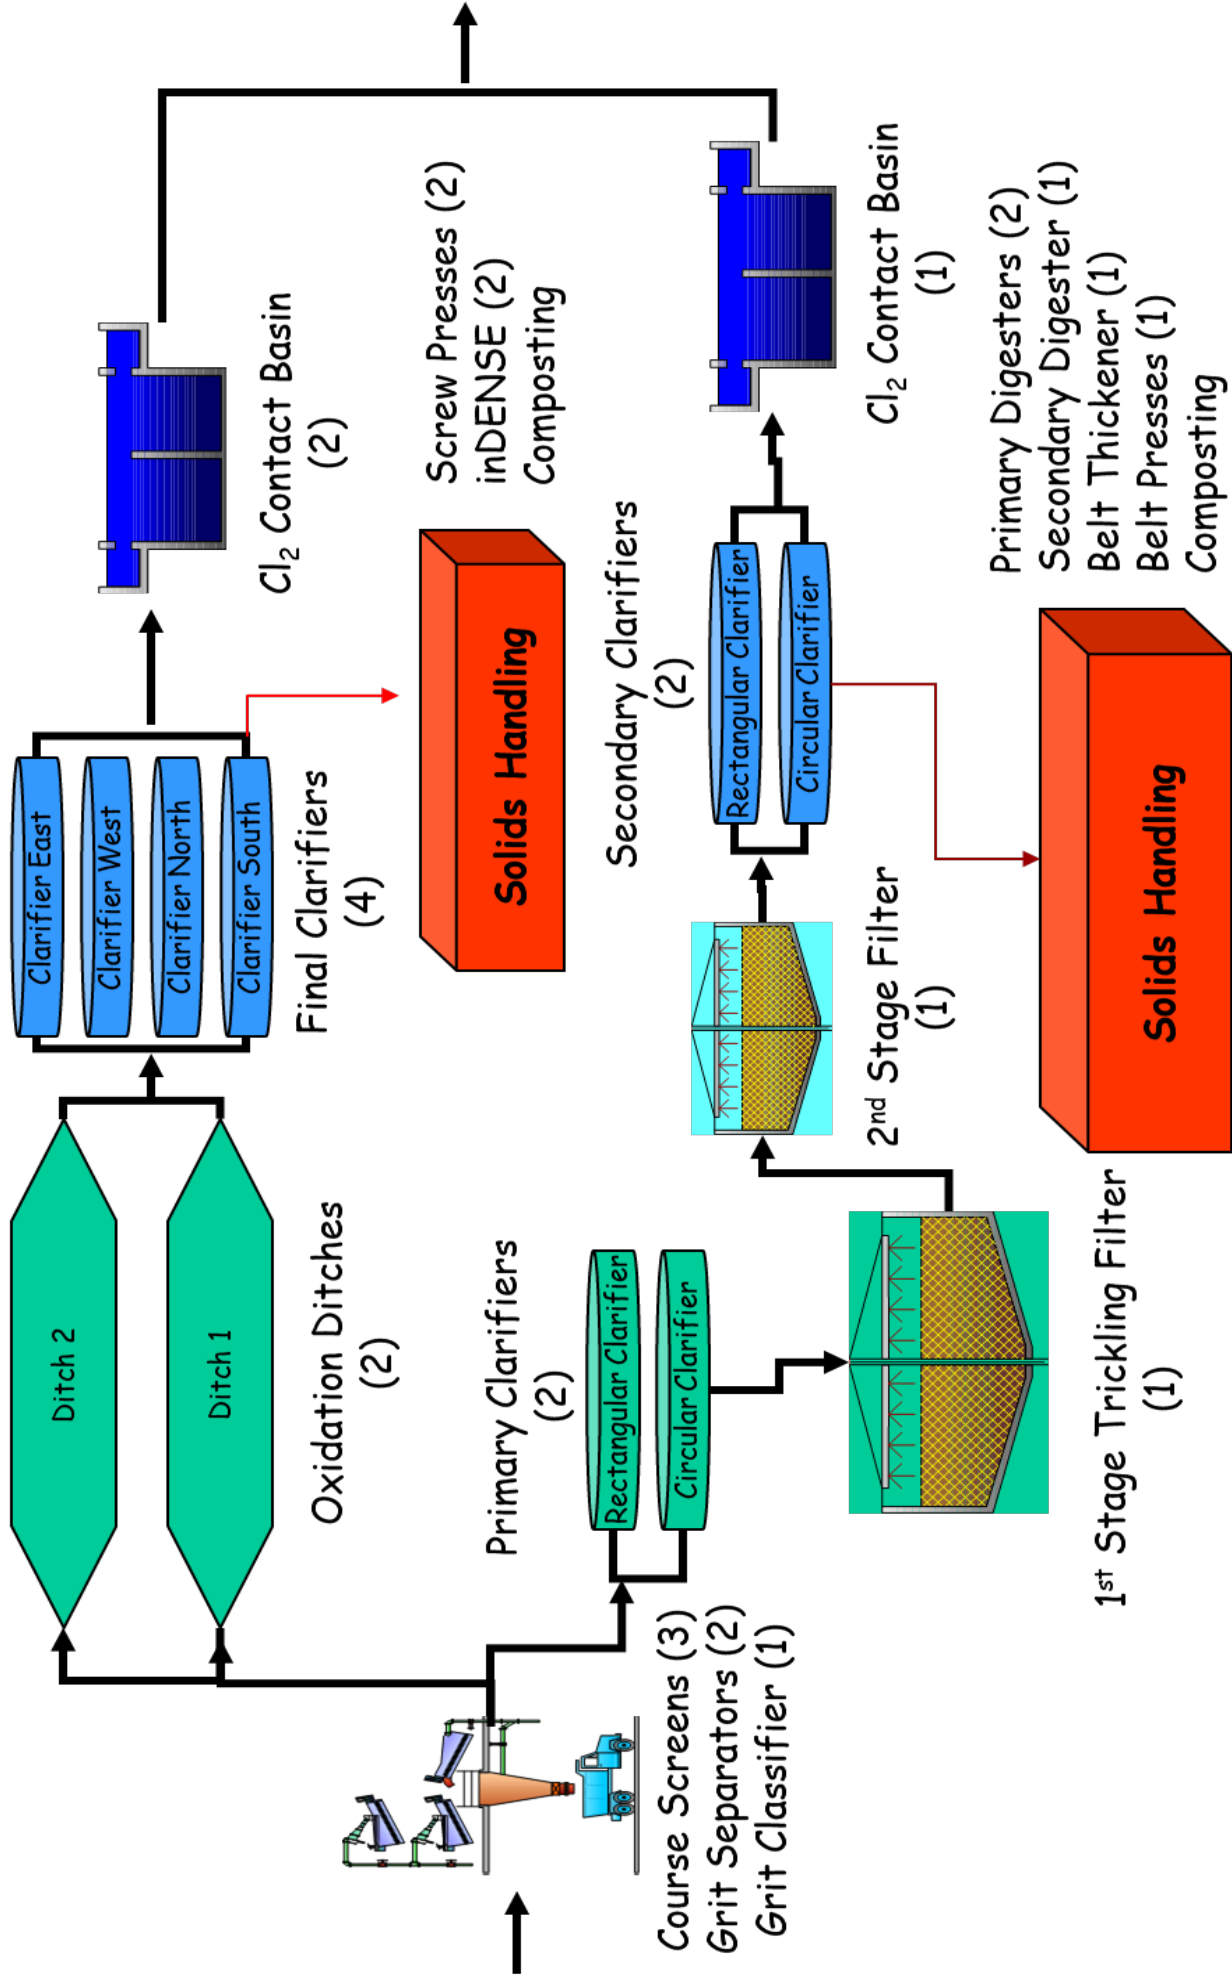 Ditch 2
Ditch 1
Oxidation Ditches
(2)
Clarifier East
Clarifier West
Clarifier North
Clarifier South
Final Clarifiers
(4)
Cl₂ Contact Basin
(2)
Solids Handling
Screw Presses (2)
inDENSE (2)
Composting
Course Screens (3)
Grit Separators (2)
Grit Classifier (1)
Primary Clarifiers
(2)
Rectangular Clarifier
Circular Clarifier
1st Stage Trickling Filter
(1)
2nd Stage Filter
(1)
Secondary Clarifiers
(2)
Rectangular Clarifier
Circular Clarifier
Cl₂ Contact Basin
(1)
Solids Handling
Primary Digesters (2)
Secondary Digester (1)
Belt Thickener (1)
Belt Presses (1)
Composting